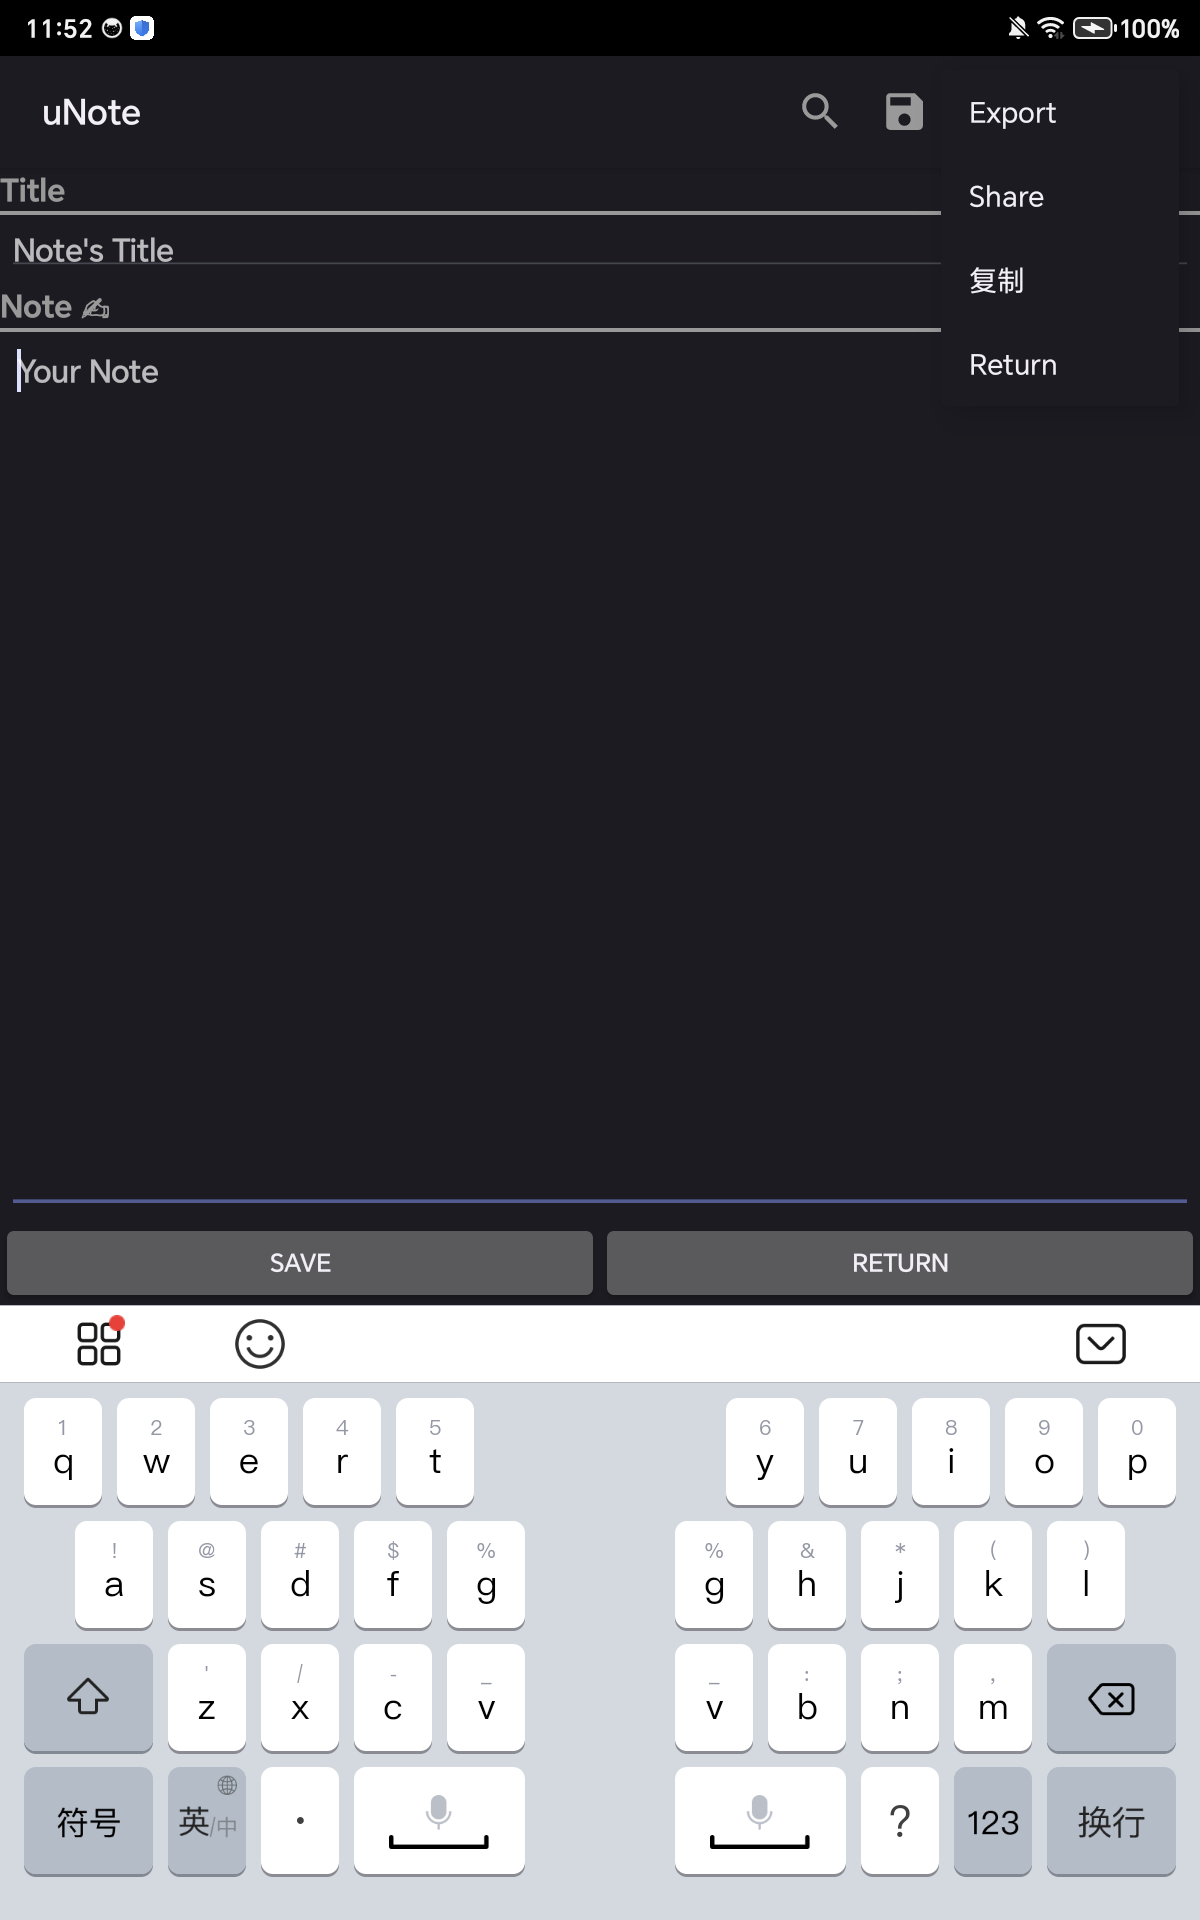 11:52 100%
uNote
Export
Share
复制
Return
Title
Note's Title
Note ✍
Your Note
SAVE RETURN
1 2 3 4 5 6 7 8 9 0
q w e r t y u i o p
! @ # $ % % & * ( )
a s d f g g h j k l
' / - _ _ : ; ,
z x c v v b n m
符号 英/中 · ? 123 换行